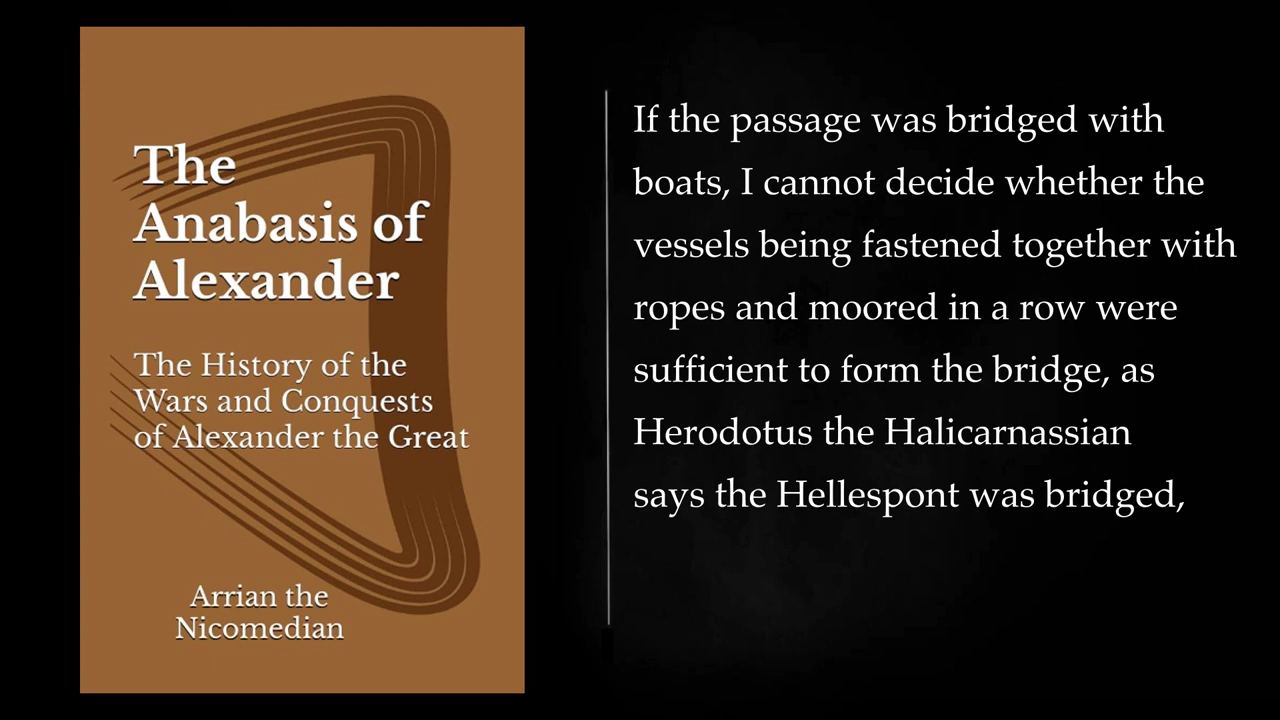 The
Anabasis of
Alexander
The History of the
Wars and Conquests
of Alexander the Great
Arrian the
Nicomedian
If the passage was bridged with
boats, I cannot decide whether the
vessels being fastened together with
ropes and moored in a row were
sufficient to form the bridge, as
Herodotus the Halicarnassian
says the Hellespont was bridged,